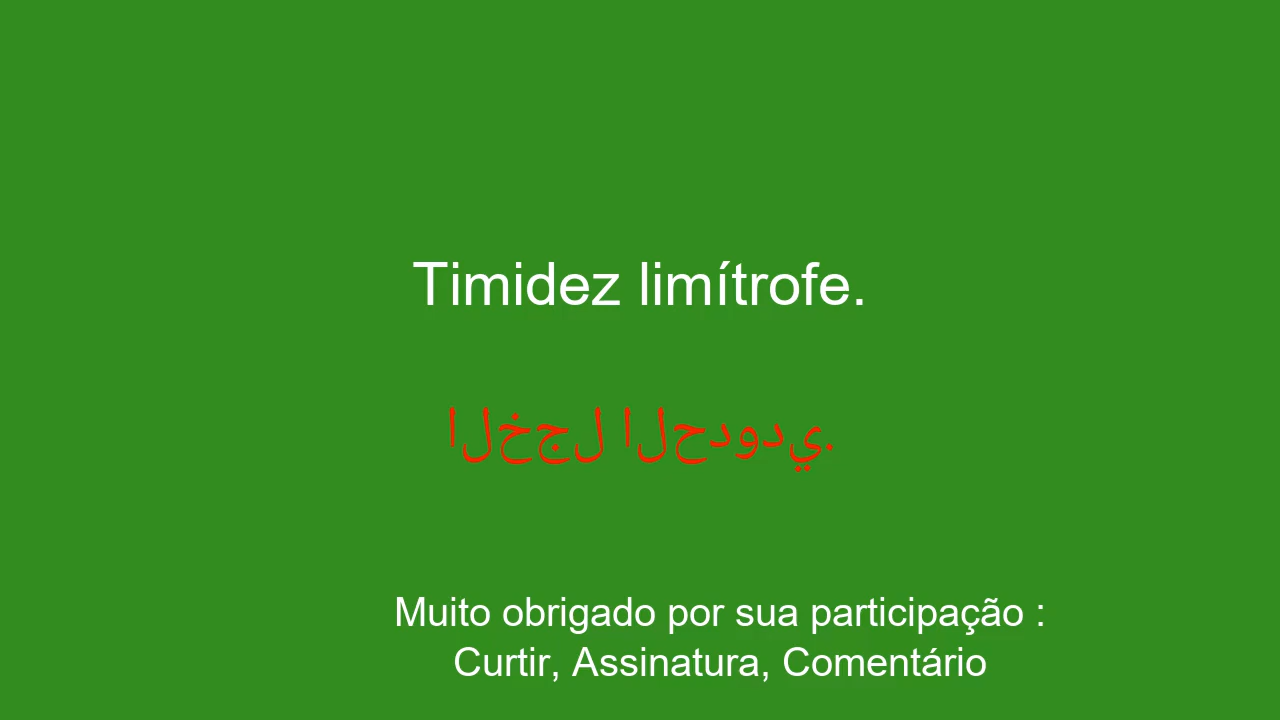 Timidez limítrofe.
الخجل الحدودي.
Muito obrigado por sua participação :
Curtir, Assinatura, Comentário